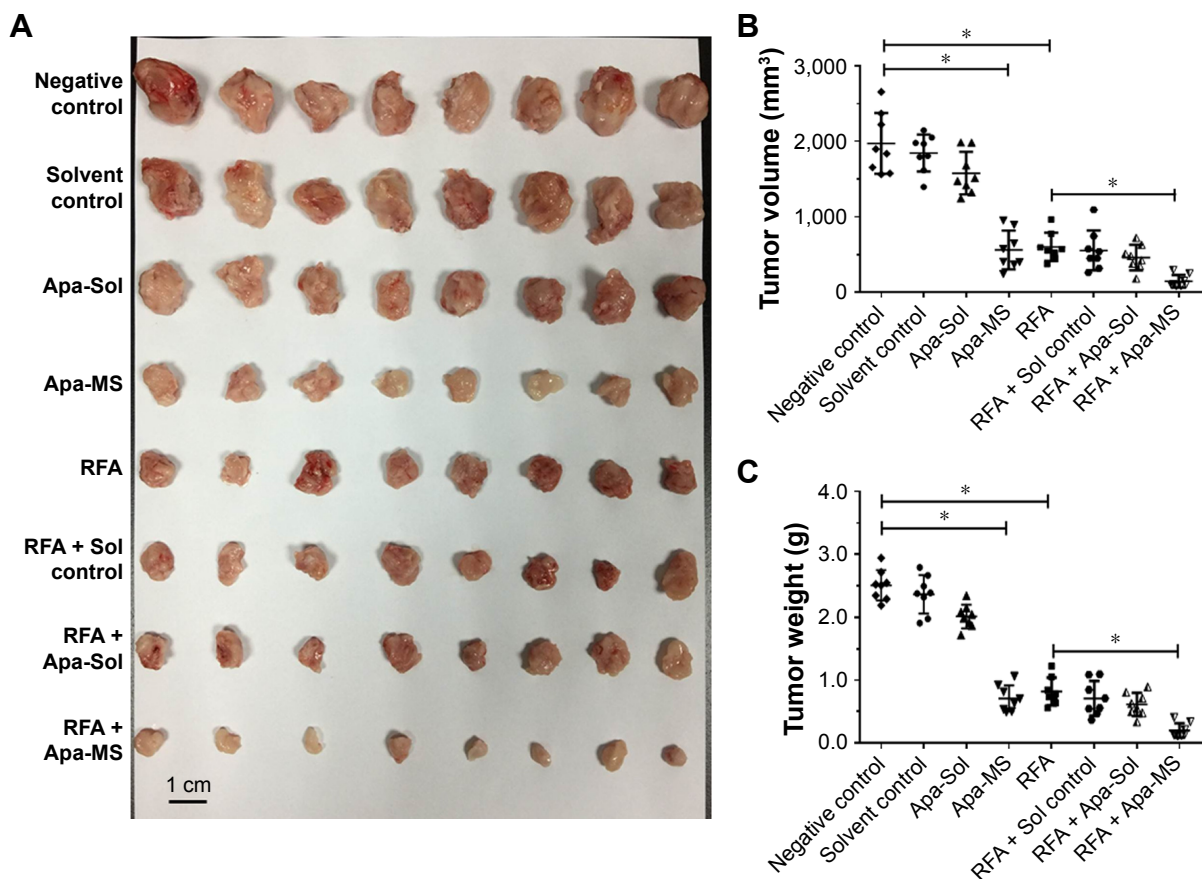 A
Negative
control
Solvent
control
Apa-Sol
Apa-MS
RFA
RFA + Sol
control
RFA +
Apa-Sol
RFA +
Apa-MS
1 cm
B
*
*
*
Tumor volume (mm³)
3,000
2,000
1,000
0
Negative control
Solvent control
Apa-Sol
Apa-MS
RFA
RFA + Sol control
RFA + Apa-Sol
RFA + Apa-MS
C
*
*
*
Tumor weight (g)
4.0
3.0
2.0
1.0
0.0
Negative control
Solvent control
Apa-Sol
Apa-MS
RFA
RFA + Sol control
RFA + Apa-Sol
RFA + Apa-MS